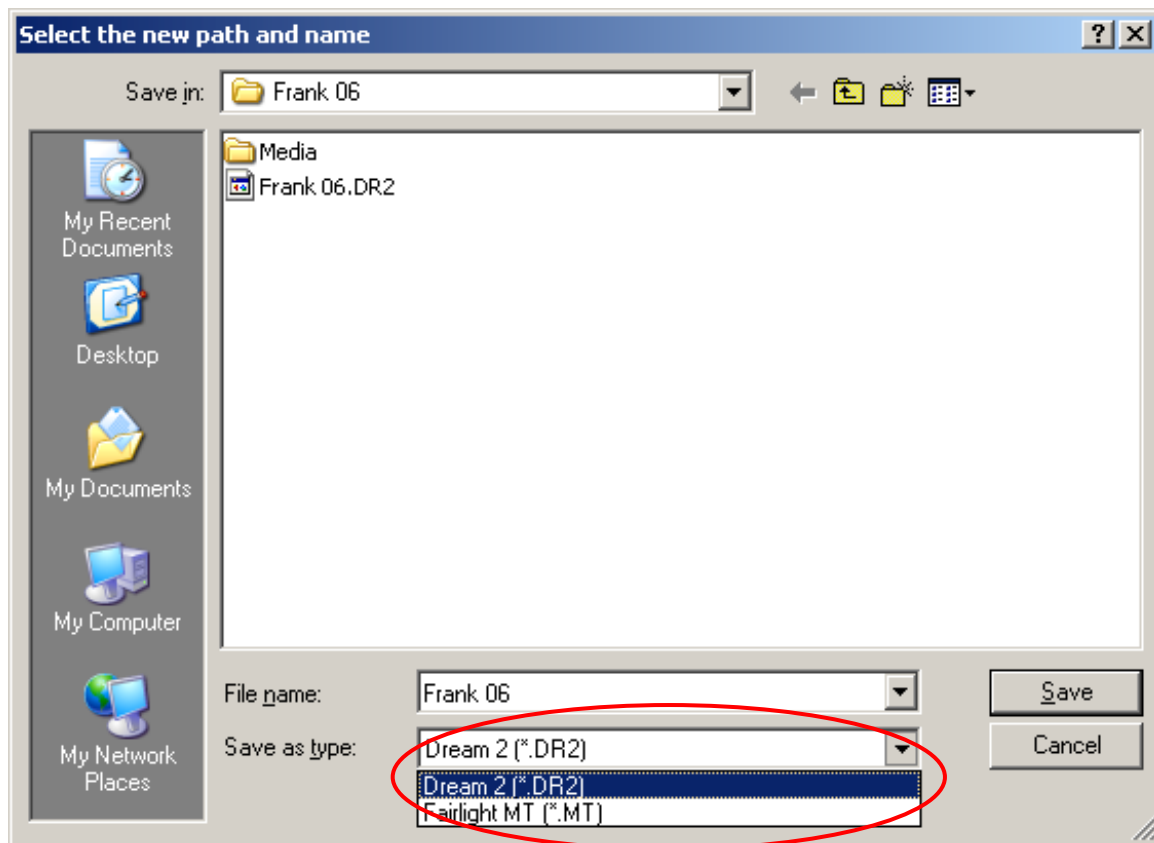 Select the new path and name
Save in: Frank 06
Media
Frank 06.DR2
My Recent
Documents
Desktop
My Documents
My Computer
My Network
Places
File name: Frank 06 Save
Save as type: Dream 2 (*.DR2) Cancel
Dream 2 (*.DR2)
Fairlight MT (*.MT)